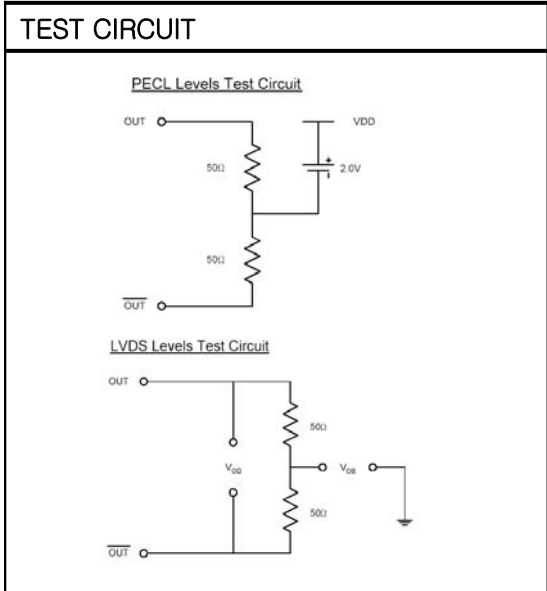 TEST CIRCUIT
PECL Levels Test Circuit
OUT
VDD
50Ω
+
2.0V
-
50Ω
OUT
LVDS Levels Test Circuit
OUT
50Ω
VOD
VOS
50Ω
OUT